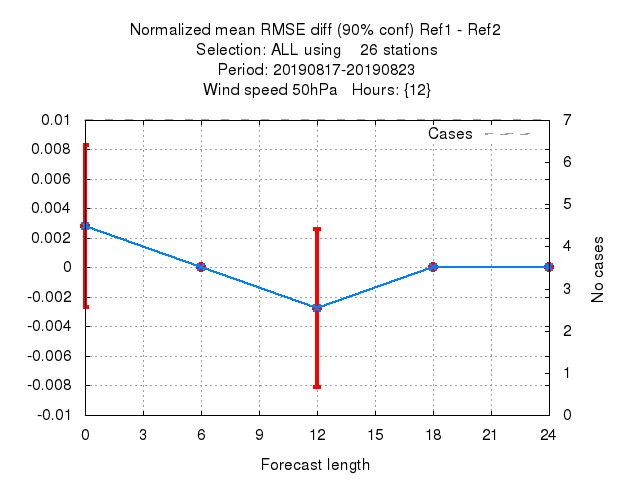 Normalized mean RMSE diff (90% conf) Ref1 - Ref2
Selection: ALL using 26 stations
Period: 20190817-20190823
Wind speed 50hPa Hours: {12}
Cases
0.01
0.008
0.006
0.004
0.002
0
-0.002
-0.004
-0.006
-0.008
-0.01
7
6
5
4
3
2
1
0
No cases
0 3 6 9 12 15 18 21 24
Forecast length